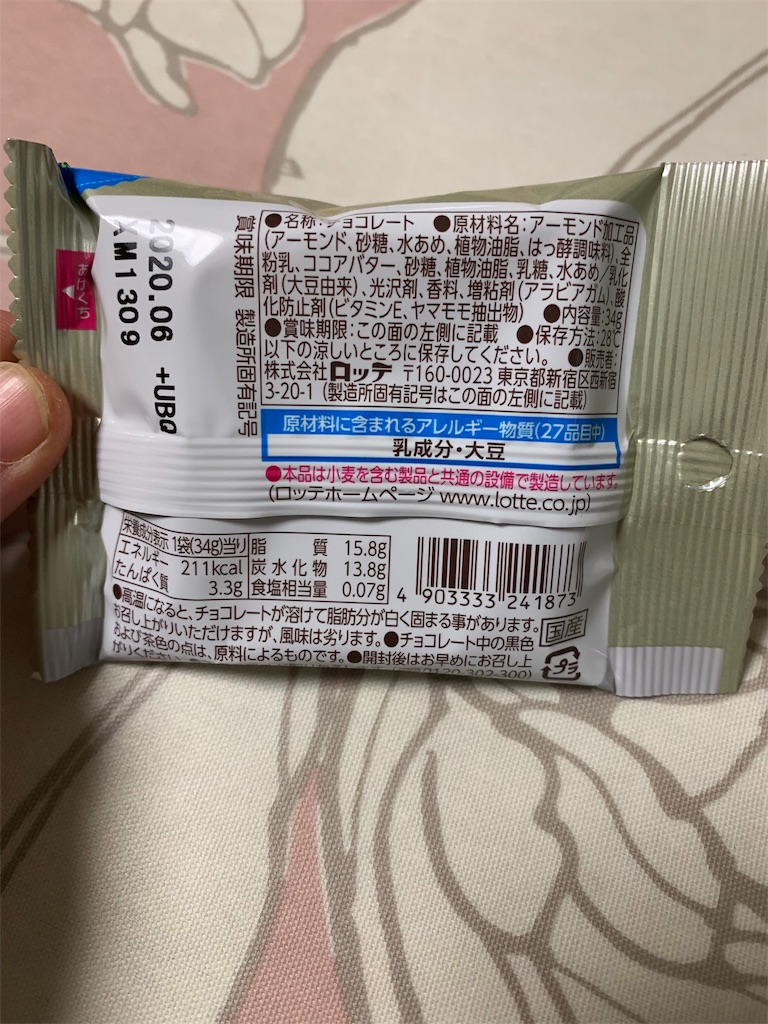 あけくち
2020.06 +UB
AM1309
賞味期限 製造所固有記号
●名称:チョコレート ●原材料名:アーモンド加工品
(アーモンド、砂糖、水あめ、植物油脂、はっ酵調味料)、全
粉乳、ココアバター、砂糖、植物油脂、乳糖、水あめ/乳化
剤(大豆由来)、光沢剤、香料、増粘剤(アラビアガム)、酸
化防止剤(ビタミンE、ヤマモモ抽出物) ●内容量:34g
●賞味期限:この面の左側に記載 ●保存方法:28℃
以下の涼しいところに保存してください。 ●販売者:
株式会社ロッテ 〒160-0023 東京都新宿区西新宿
3-20-1 (製造所固有記号はこの面の左側に記載)
原材料に含まれるアレルギー物質(27品目中)
乳成分・大豆
●本品は小麦を含む製品と共通の設備で製造しています。
(ロッテホームページ www.lotte.co.jp)
栄養成分表示 1袋(34g)当り 脂質 15.8g
エネルギー 211kcal 炭水化物 13.8g
たんぱく質 3.3g 食塩相当量 0.07g
4 903333 241873
●高温になると、チョコレートが溶けて脂肪分が白く固まる事があります。
お召し上がりいただけますが、風味は劣ります。●チョコレート中の黒色
および茶色の点は、原料によるものです。●開封後はお早めにお召し上
がりください。
0120-302-300)
国産
プラ